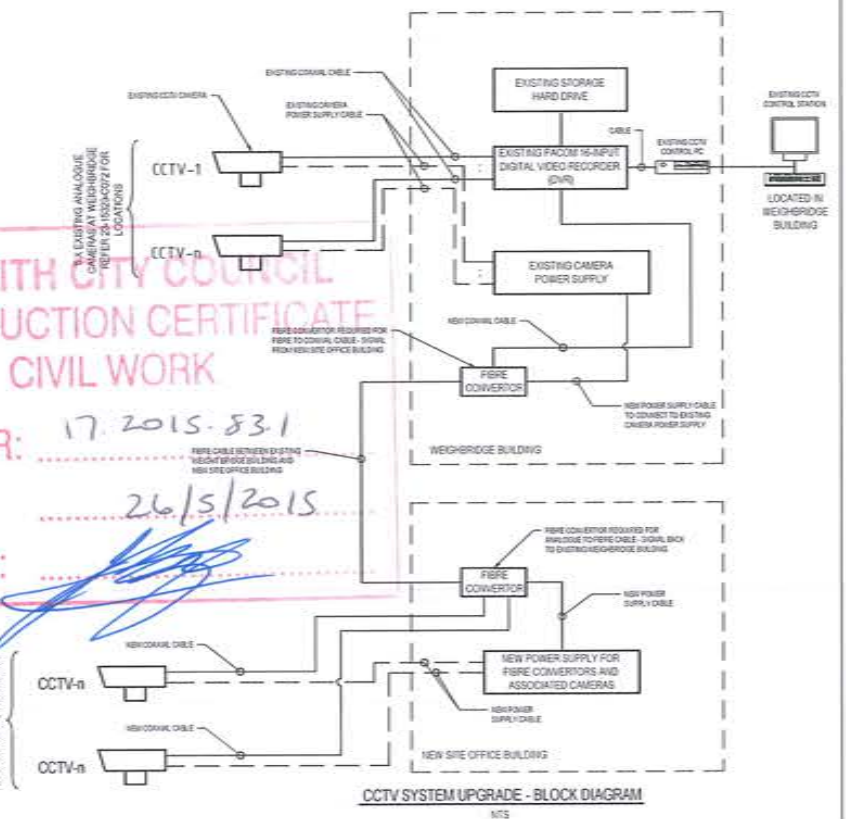 EXISTING COAXIAL CABLE
EXISTING CCTV CAMERA
EXISTING CAMERA
POWER SUPPLY CABLE
EXISTING STORAGE
HARD DRIVE
EXISTING CCTV
CONTROL STATION
CABLE
EXISTING CCTV
CONTROL PC
EXISTING PACOM 16-INPUT
DIGITAL VIDEO RECORDER
(DVR)
LOCATED IN
WEIGHBRIDGE
BUILDING
EXISTING ANALOGUE
CAMERAS AT WEIGHBRIDGE
LOCATIONS
CCTV-1
CCTV-n
EXISTING CAMERA
POWER SUPPLY
ITH CITY COUNCIL
UCTION CERTIFICATE
CIVIL WORK
R: 17.2015.83.1
26/5/2015
:
NEW COAXIAL CABLE
FIBRE CONVERTOR REQUIRED FOR
FIBRE TO COAXIAL CABLE - SIGNAL
FROM NEW SITE OFFICE BUILDING
FIBRE
CONVERTOR
NEW POWER SUPPLY CABLE
TO CONNECT TO EXISTING
CAMERA POWER SUPPLY
WEIGHBRIDGE BUILDING
FIBRE CABLE BETWEEN EXISTING
WEIGHT BRIDGE BUILDING AND
NEW SITE OFFICE BUILDING
FIBRE CONVERTOR REQUIRED FOR
ANALOGUE TO FIBRE CABLE - SIGNAL BACK
TO EXISTING WEIGHBRIDGE BUILDING
FIBRE
CONVERTOR
NEW POWER
SUPPLY CABLE
NEW COAXIAL CABLE
CCTV-n
NEW POWER SUPPLY FOR
FIBRE CONVERTORS AND
ASSOCIATED CAMERAS
NEW POWER
SUPPLY CABLE
NEW COAXIAL CABLE
CCTV-n
NEW SITE OFFICE BUILDING
CCTV SYSTEM UPGRADE - BLOCK DIAGRAM
NTS